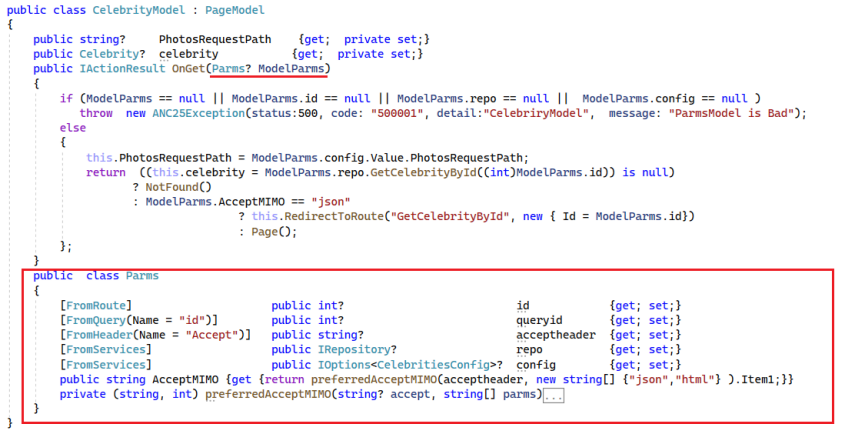 public class CelebrityModel : PageModel
{
public string? PhotosRequestPath {get; private set;}
public Celebrity? celebrity {get; private set;}
public IActionResult OnGet(Parms? ModelParms)
{
if (ModelParms == null || ModelParms.id == null || ModelParms.repo == null || ModelParms.config == null )
throw new ANC25Exception(status:500, code: "500001", detail:"CelebriryModel", message: "ParmsModel is Bad");
else
{
this.PhotosRequestPath = ModelParms.config.Value.PhotosRequestPath;
return ((this.celebrity = ModelParms.repo.GetCelebrityById((int)ModelParms.id)) is null)
? NotFound()
: ModelParms.AcceptMIMO == "json"
? this.RedirectToRoute("GetCelebrityById", new { Id = ModelParms.id})
: Page();
};
}
public class Parms
{
[FromRoute] public int? id {get; set;}
[FromQuery(Name = "id")] public int? queryid {get; set;}
[FromHeader(Name = "Accept")] public string? acceptheader {get; set;}
[FromServices] public IRepository? repo {get; set;}
[FromServices] public IOptions<CelebritiesConfig>? config {get; set;}
public string AcceptMIMO {get {return preferredAcceptMIMO(acceptheader, new string[] {"json","html"} ).Item1;}}
private (string, int) preferredAcceptMIMO(string? accept, string[] parms)...
}
}